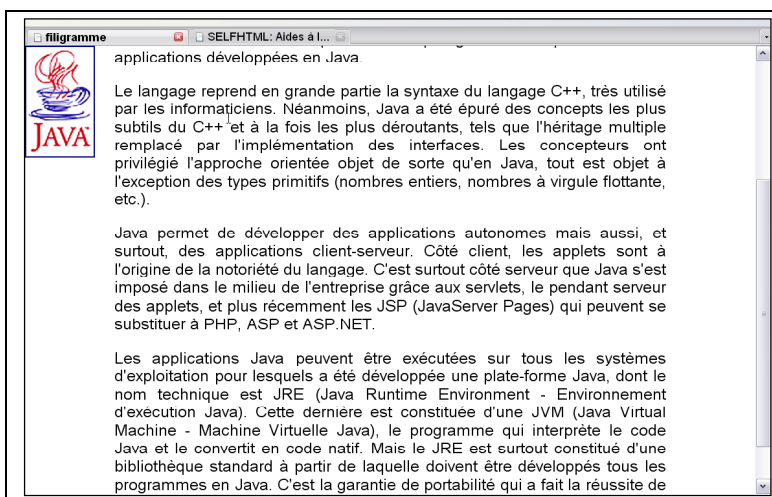 filigramme
SELFHTML: Aides à l...
applications développées en Java.
Le langage reprend en grande partie la syntaxe du langage C++, très utilisé
par les informaticiens. Néanmoins, Java a été épuré des concepts les plus
subtils du C++ et à la fois les plus déroutants, tels que l'héritage multiple
remplacé par l'implémentation des interfaces. Les concepteurs ont
privilégié l'approche orientée objet de sorte qu'en Java, tout est objet à
l'exception des types primitifs (nombres entiers, nombres à virgule flottante,
etc.).
Java permet de développer des applications autonomes mais aussi, et
surtout, des applications client-serveur. Côté client, les applets sont à
l'origine de la notoriété du langage. C'est surtout côté serveur que Java s'est
imposé dans le milieu de l'entreprise grâce aux servlets, le pendant serveur
des applets, et plus récemment les JSP (JavaServer Pages) qui peuvent se
substituer à PHP, ASP et ASP.NET.
Les applications Java peuvent être exécutées sur tous les systèmes
d'exploitation pour lesquels a été développée une plate-forme Java, dont le
nom technique est JRE (Java Runtime Environment - Environnement
d'exécution Java). Cette dernière est constituée d'une JVM (Java Virtual
Machine - Machine Virtuelle Java), le programme qui interprète le code
Java et le convertit en code natif. Mais le JRE est surtout constitué d'une
bibliothèque standard à partir de laquelle doivent être développés tous les
programmes en Java. C'est la garantie de portabilité qui a fait la réussite de
JAVA